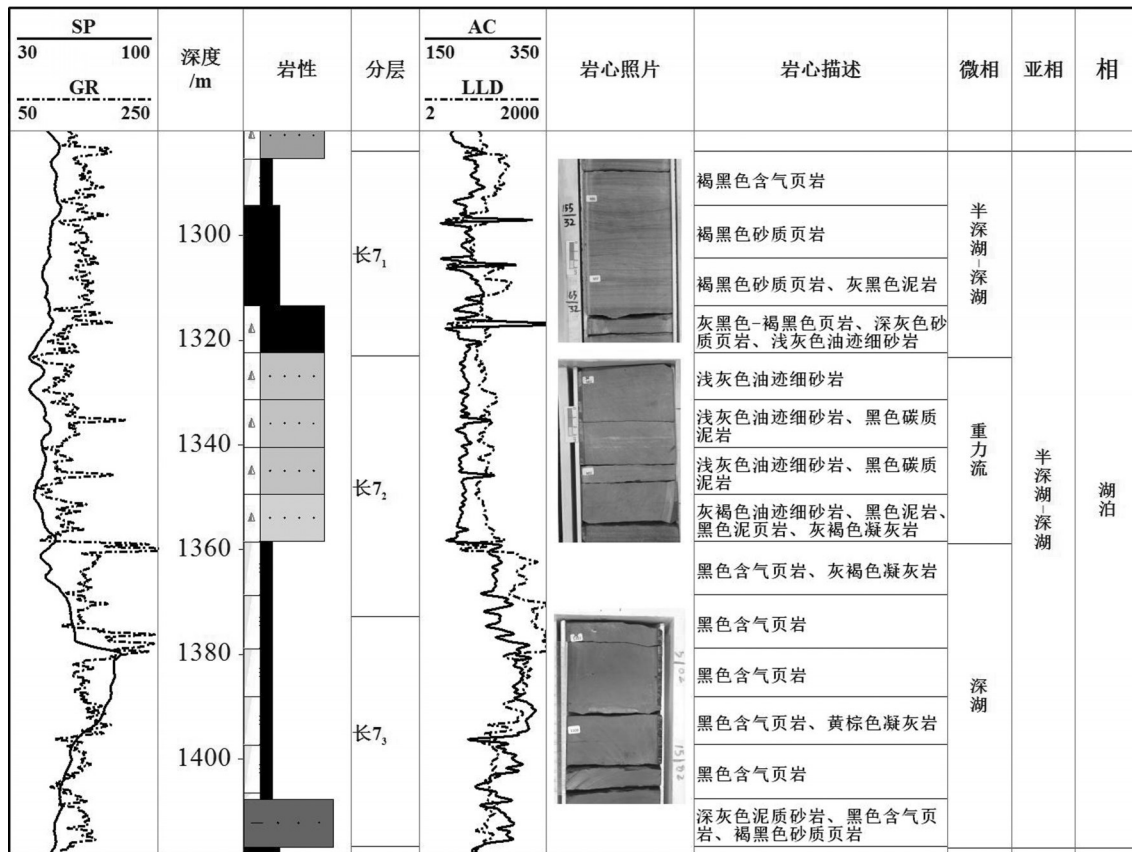 SP
30 100
GR
50 250
深度
/m
岩性
分层
AC
150 350
LLD
2 2000
岩心照片
岩心描述
微相
亚相
相
1300
1320
1340
1360
1380
1400
长7₁
长7₂
长7₃
155/32
165/32
褐黑色含气页岩
褐黑色砂质页岩
褐黑色砂质页岩、灰黑色泥岩
灰黑色-褐黑色页岩、深灰色砂
质页岩、浅灰色油迹细砂岩
浅灰色油迹细砂岩
浅灰色油迹细砂岩、黑色碳质
泥岩
浅灰色油迹细砂岩、黑色碳质
泥岩
灰褐色油迹细砂岩、黑色泥岩、
黑色泥页岩、灰褐色凝灰岩
黑色含气页岩、灰褐色凝灰岩
黑色含气页岩
黑色含气页岩
黑色含气页岩、黄棕色凝灰岩
黑色含气页岩
深灰色泥质砂岩、黑色含气页
岩、褐黑色砂质页岩
半深湖-深湖
重力流
深湖
半深湖-深湖
湖泊